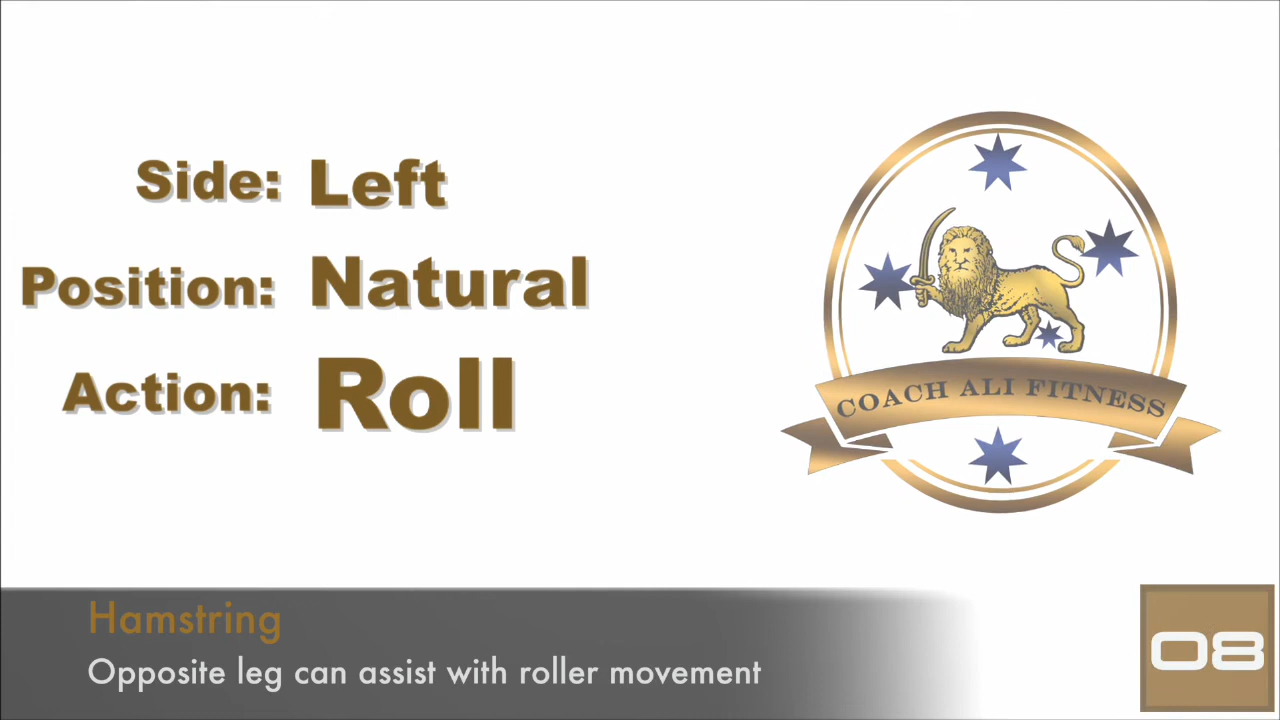 Side: Left
Position: Natural
Action: Roll
COACH ALI FITNESS
Hamstring
Opposite leg can assist with roller movement
08